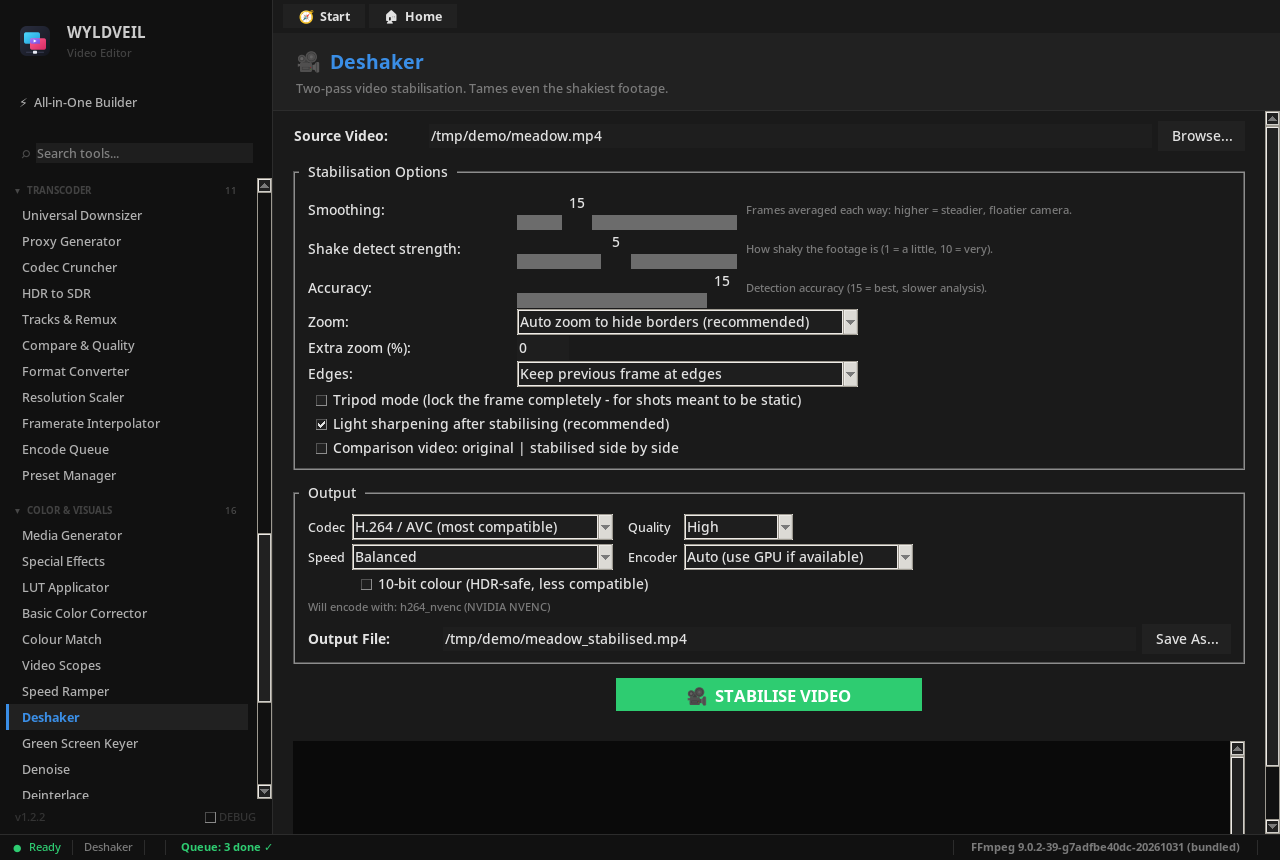 WYLDVEIL
Video Editor
⚡ All-in-One Builder
Search tools...
TRANSCODER 11
Universal Downsizer
Proxy Generator
Codec Cruncher
HDR to SDR
Tracks & Remux
Compare & Quality
Format Converter
Resolution Scaler
Framerate Interpolator
Encode Queue
Preset Manager
COLOR & VISUALS 16
Media Generator
Special Effects
LUT Applicator
Basic Color Corrector
Colour Match
Video Scopes
Speed Ramper
Deshaker
Green Screen Keyer
Denoise
Deinterlace
v1.2.2 DEBUG
Start Home
Deshaker
Two-pass video stabilisation. Tames even the shakiest footage.
Source Video: /tmp/demo/meadow.mp4 Browse...
Stabilisation Options
Smoothing: 15 Frames averaged each way: higher = steadier, floatier camera.
Shake detect strength: 5 How shaky the footage is (1 = a little, 10 = very).
Accuracy: 15 Detection accuracy (15 = best, slower analysis).
Zoom: Auto zoom to hide borders (recommended)
Extra zoom (%): 0
Edges: Keep previous frame at edges
Tripod mode (lock the frame completely - for shots meant to be static)
Light sharpening after stabilising (recommended)
Comparison video: original | stabilised side by side
Output
Codec H.264 / AVC (most compatible) Quality High
Speed Balanced Encoder Auto (use GPU if available)
10-bit colour (HDR-safe, less compatible)
Will encode with: h264_nvenc (NVIDIA NVENC)
Output File: /tmp/demo/meadow_stabilised.mp4 Save As...
STABILISE VIDEO
Ready Deshaker Queue: 3 done ✓ FFmpeg 9.0.2-39-g7adfbe40dc-20261031 (bundled)